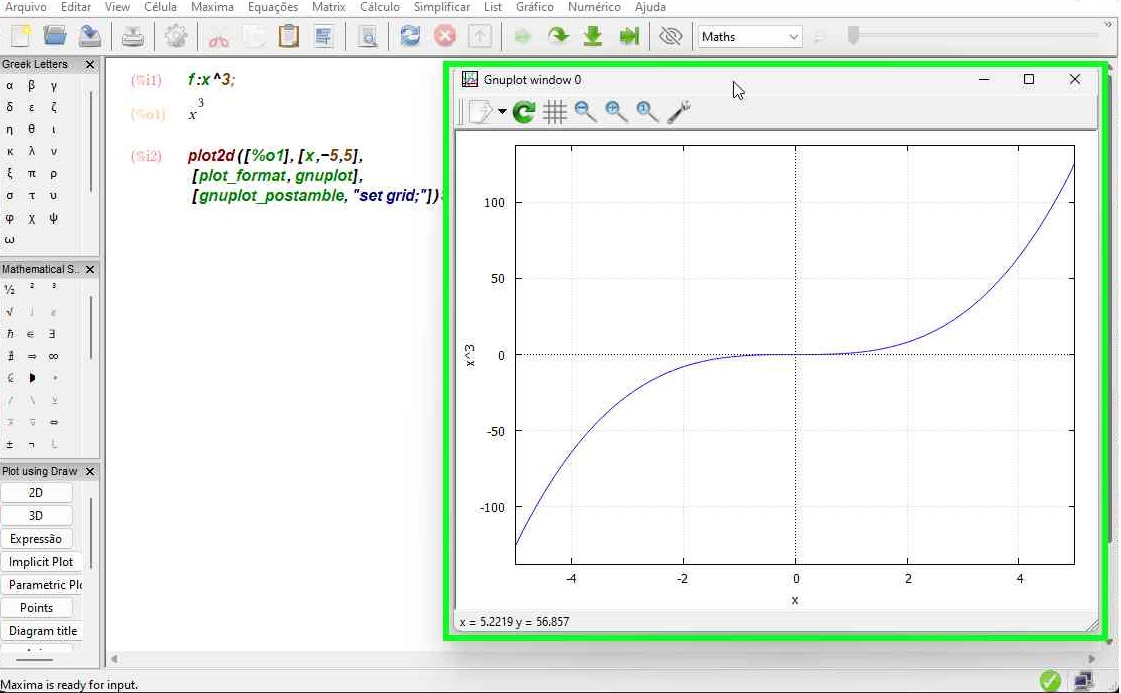 Arquivo Editar View Célula Maxima Equações Matrix Cálculo Simplificar List Gráfico Numérico Ajuda
Maths
Greek Letters
α β γ
δ ε ζ
η θ ι
κ λ ν
ξ π ρ
σ τ υ
φ χ ψ
ω
Mathematical S..
½ ² ³
√
ℏ ∈ ∃
∄ ⇒ ∞
⇔
± ¬
Plot using Draw
2D
3D
Expressão
Implicit Plot
Parametric Plo
Points
Diagram title
(%i1) f:x^3;
(%o1) x³
(%i2) plot2d([%o1],[x,−5,5],
[plot_format, gnuplot],
[gnuplot_postamble, "set grid;"])
Gnuplot window 0
100
50
0
-50
-100
x^3
-4 -2 0 2 4
x
x = 5.2219 y = 56.857
Maxima is ready for input.